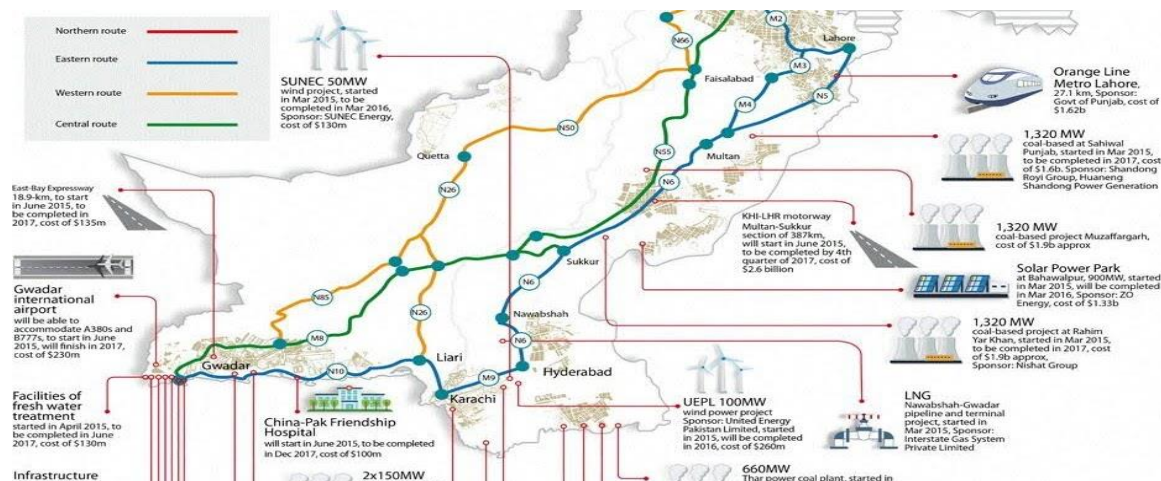 Northern route
Eastern route
Western route
Central route
SUNEC 50MW
wind project, started
in Mar 2015, to be
completed in Mar 2016,
Sponsor: SUNEC Energy,
cost of $130m
East-Bay Expressway
18.9-km, to start
in June 2015, to
be completed in
2017, cost of $135m
Gwadar
international
airport
will be able to
accommodate A380s and
B777s, to start in June
2015, will finish in 2017,
cost of $230m
Facilities of
fresh water
treatment
started in April 2015, to
be completed in June
2017, cost of $130m
Infrastructure
China-Pak Friendship
Hospital
will start in June 2015, to be completed
in Dec 2017, cost of $100m
2x150MW
M2
Lahore
N66
M3
Faisalabad
M4
N5
N50
Multan
Quetta
N55
N6
N26
Sukkur
N6
N85
N26
Nawabshah
M8
N6
Liari
Gwadar
N10
Hyderabad
M9
Karachi
KHI-LHR motorway
Multan-Sukkur
section of 387km,
will start in June 2015,
to be completed by 4th
quarter of 2017, cost of
$2.6 billion
UEPL 100MW
wind power project
Sponsor: United Energy
Pakistan Limited, started
in 2015, will be completed
in 2016, cost of $260m
660MW
Thar power coal plant, started in
Orange Line
Metro Lahore,
27.1 km, Sponsor:
Govt of Punjab, cost of
$1.62b
1,320 MW
coal-based at Sahiwal
Punjab, started in Mar 2015,
to be completed in 2017, cost
of $1.6b. Sponsor: Shandong
Royi Group, Huaneng
Shandong Power Generation
1,320 MW
coal-based project Muzaffargarh,
cost of $1.9b approx
Solar Power Park
at Bahawalpur, 900MW, started
in Mar 2015, will be completed
in Mar 2016, Sponsor: ZO
Energy, cost of $1.33b
1,320 MW
coal-based project at Rahim
Yar Khan, started in Mar 2015,
to be completed in 2017, cost
of $1.9b approx,
Sponsor: Nishat Group
LNG
Nawabshah-Gwadar
pipeline and terminal
project, started in
Mar 2015, Sponsor:
Interstate Gas System
Private Limited